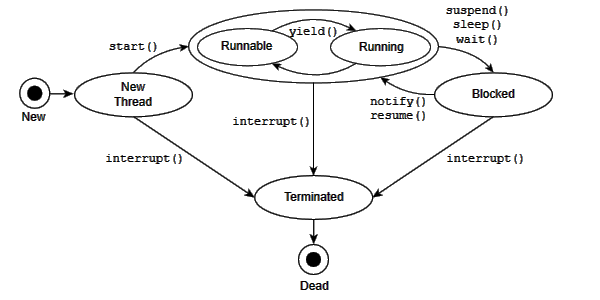 suspend()
sleep()
wait()
start()
Runnable
yield()
Running
New
Thread
Blocked
New
notify()
resume()
interrupt()
interrupt()
interrupt()
Terminated
Dead